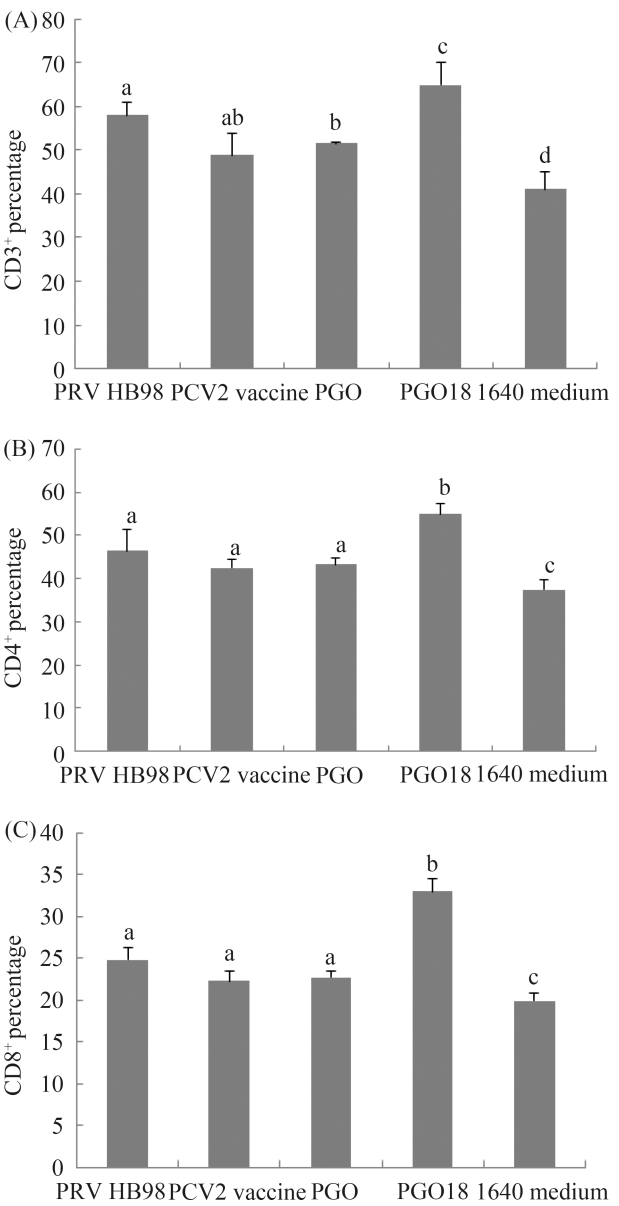 (A) 80
70
60
50
40
30
20
10
0
CD3+ percentage
a
ab
b
c
d
PRV HB98 PCV2 vaccine PGO PGO18 1640 medium
(B) 70
60
50
40
30
20
10
0
CD4+ percentage
a
a
a
b
c
PRV HB98 PCV2 vaccine PGO PGO18 1640 medium
(C) 40
35
30
25
20
15
10
5
0
CD8+ percentage
a
a
a
b
c
PRV HB98 PCV2 vaccine PGO PGO18 1640 medium